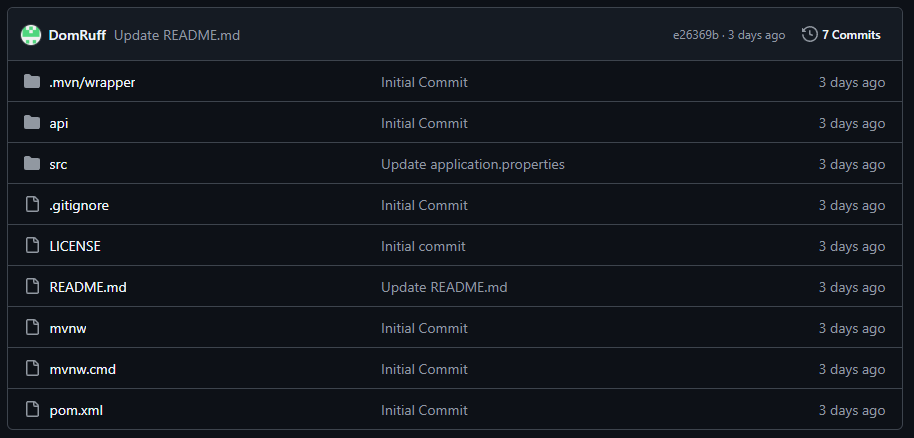 DomRuff Update README.md e26369b · 3 days ago 7 Commits
.mvn/wrapper Initial Commit 3 days ago
api Initial Commit 3 days ago
src Update application.properties 3 days ago
.gitignore Initial Commit 3 days ago
LICENSE Initial commit 3 days ago
README.md Update README.md 3 days ago
mvnw Initial Commit 3 days ago
mvnw.cmd Initial Commit 3 days ago
pom.xml Initial Commit 3 days ago